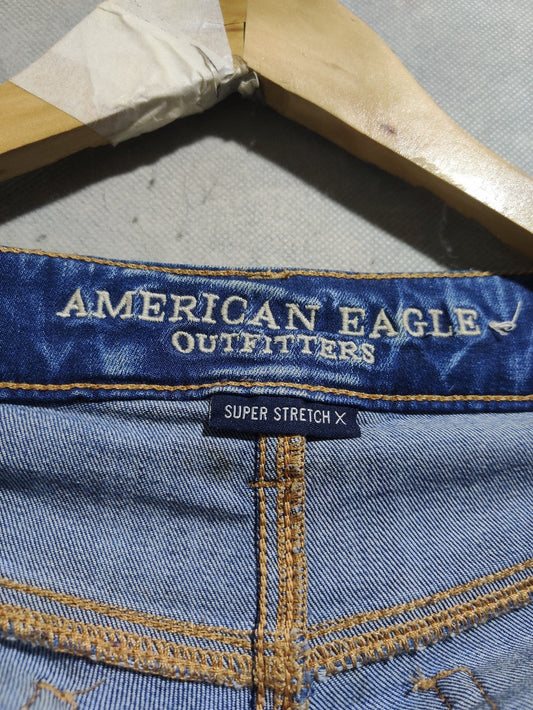 AMERICAN EAGLE
OUTFITTERS
SUPER STRETCH X